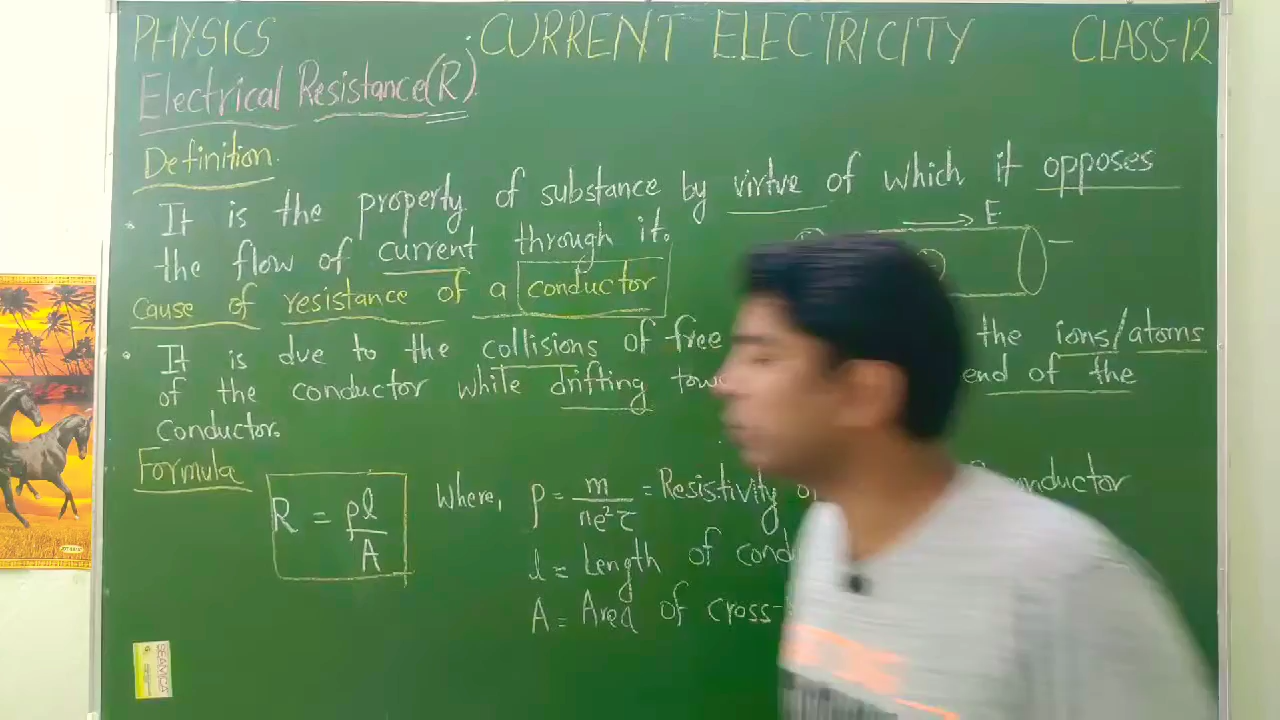 PHYSICS CURRENT ELECTRICITY CLASS-12
Electrical Resistance(R)
Definition.
• It is the property of substance by virtue of which it opposes
the flow of current through it.
E
cause of resistance of a conductor
• It is due to the collisions of free the ions/atoms
of the conductor while drifting end of the
Conductor.
Formula
R = ρl/A Where, ρ = m/ne²τ = Resistivity
l = Length of
A = Area of cross-
SEAMICA